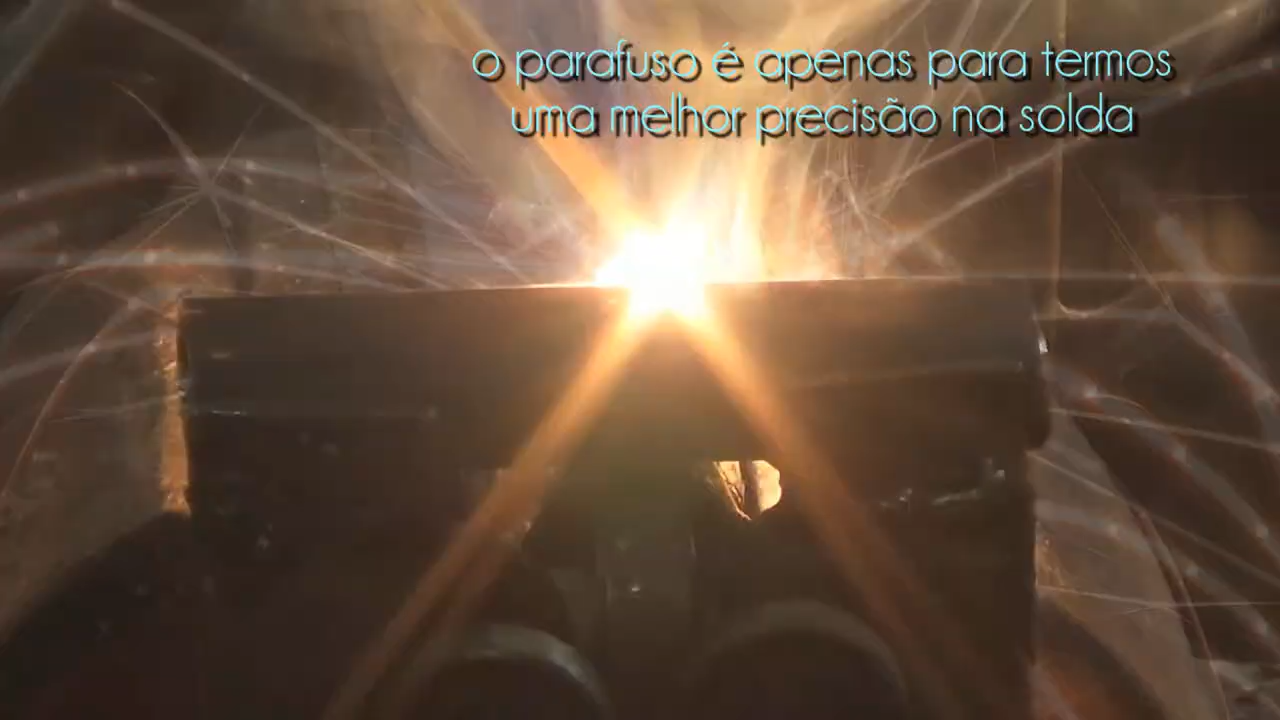 o parafuso é apenas para termos
uma melhor precisão na solda